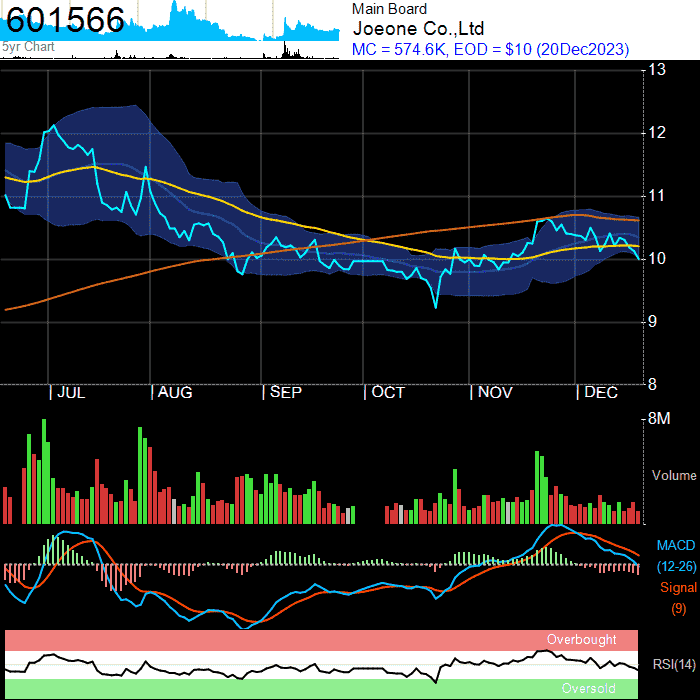 601566
5yr Chart
Main Board
Joeone Co.,Ltd
MC = 574.6K, EOD = $10 (20Dec2023)
13
12
11
10
9
8
JUL
AUG
SEP
OCT
NOV
DEC
8M
Volume
MACD
(12-26)
Signal
(9)
Overbought
RSI(14)
Oversold